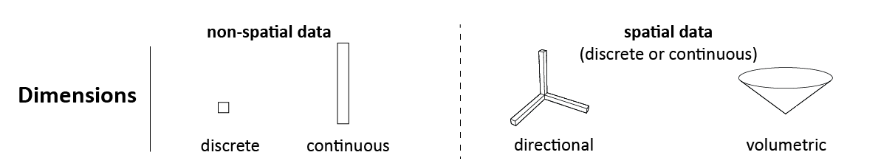 non-spatial data
spatial data
(discrete or continuous)
Dimensions
discrete
continuous
directional
volumetric